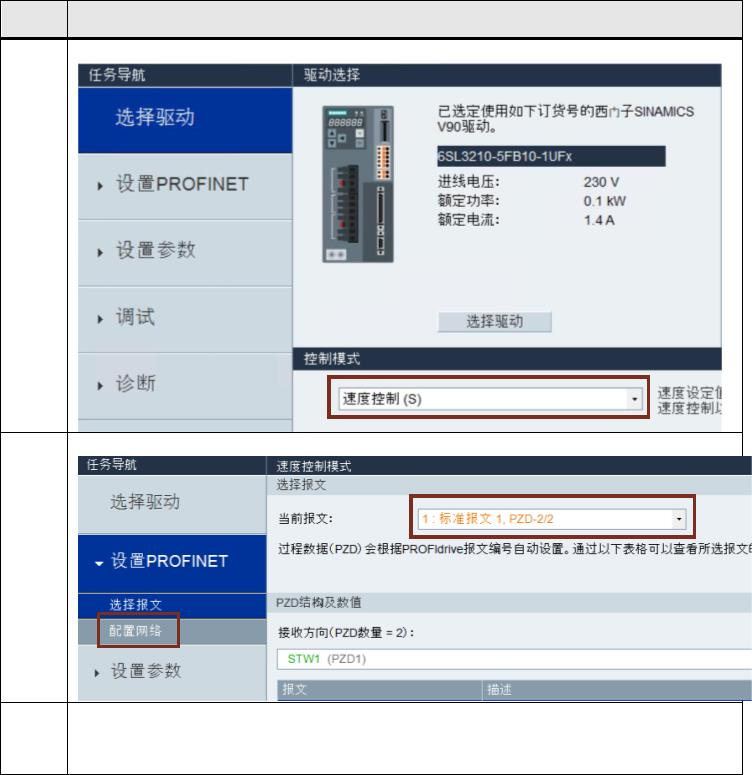 任务导航
驱动选择
选择驱动
已选定使用如下订货号的西门子SINAMICS
V90驱动。
6SL3210-5FB10-1UFx
设置PROFINET
进线电压:
230 V
额定功率:
0.1 kW
额定电流:
1.4 A
设置参数
调试
选择驱动
控制模式
诊断
速度控制 (S)
速度设定值
速度控制以
任务导航
速度控制模式
选择驱动
选择报文
当前报文:
1 : 标准报文 1, PZD-2/2
设置PROFINET
过程数据(PZD) 会根据PROFIdrive报文编号自动设置。通过以下表格可以查看所选报文的
选择报文
PZD结构及数值
配置网络
接收方向(PZD数量 = 2):
设置参数
STW1 (PZD1)
报文
描述